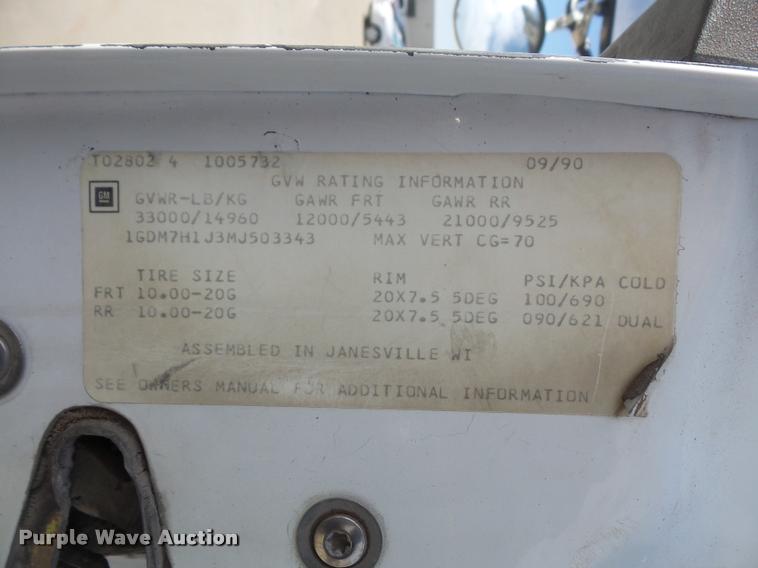 T02802 4 1005732 09/90
GVW RATING INFORMATION
GM
GVWR-LB/KG GAWR FRT GAWR RR
33000/14960 12000/5443 21000/9525
1GDM7H1J3MJ503343 MAX VERT CG=70
TIRE SIZE RIM PSI/KPA COLD
FRT 10.00-20G 20X7.5 5DEG 100/690
RR 10.00-20G 20X7.5 5DEG 090/621 DUAL
ASSEMBLED IN JANESVILLE WI
SEE OWNERS MANUAL FOR ADDITIONAL INFORMATION
Purple Wave Auction